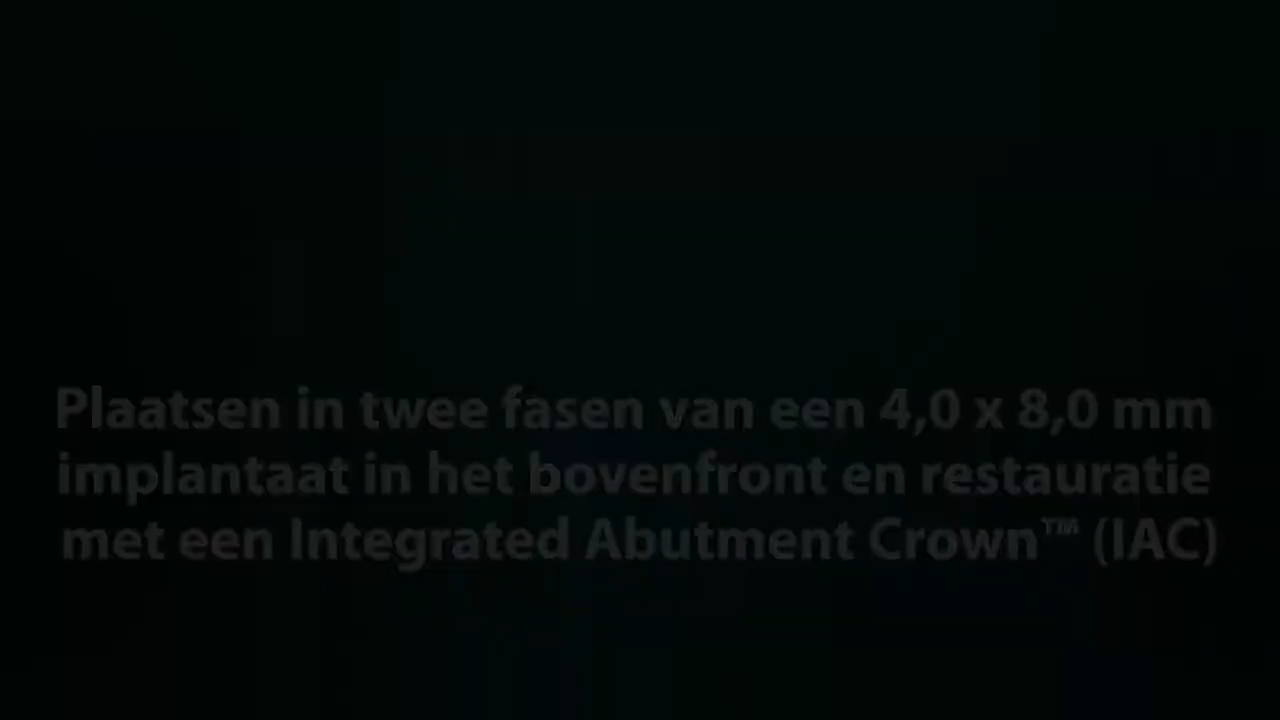 Plaatsen in twee fasen van een 4,0 x 8,0 mm
implantaat in het bovenfront en restauratie
met een Integrated Abutment Crown™ (IAC)